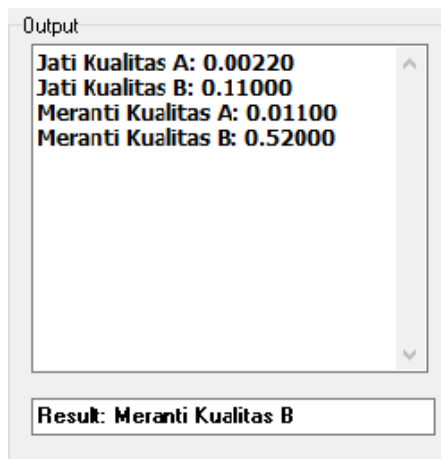 Output
Jati Kualitas A: 0.00220
Jati Kualitas B: 0.11000
Meranti Kualitas A: 0.01100
Meranti Kualitas B: 0.52000
Result: Meranti Kualitas B